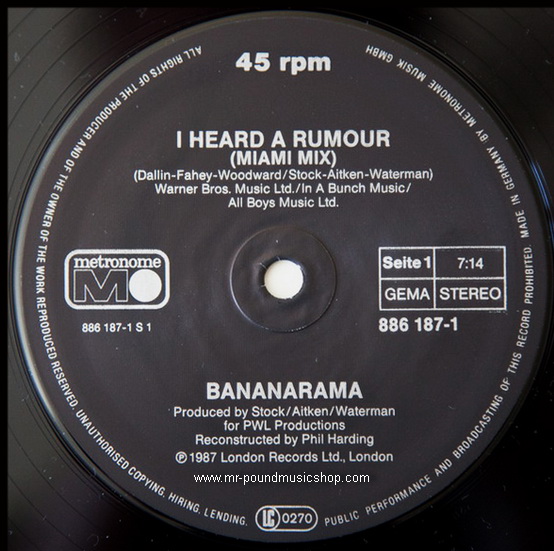 45 rpm
I HEARD A RUMOUR
(MIAMI MIX)
(Dallin-Fahey-Woodward/Stock-Aitken-Waterman)
Warner Bros. Music Ltd./In A Bunch Music/
All Boys Music Ltd.
metronome
M
886 187-1 S 1
Seite 1 7:14
GEMA STEREO
886 187-1
BANANARAMA
Produced by Stock/Aitken/Waterman
for PWL Productions
Reconstructed by Phil Harding
℗ 1987 London Records Ltd., London
www.mr-poundmusicshop.com
LC 0270
ALL RIGHTS OF THE PRODUCER AND OF THE OWNER OF THE WORK REPRODUCED RESERVED. UNAUTHORISED COPYING, HIRING, LENDING, PUBLIC PERFORMANCE AND BROADCASTING OF THIS RECORD PROHIBITED. MADE IN GERMANY BY METRONOME MUSIK GMBH